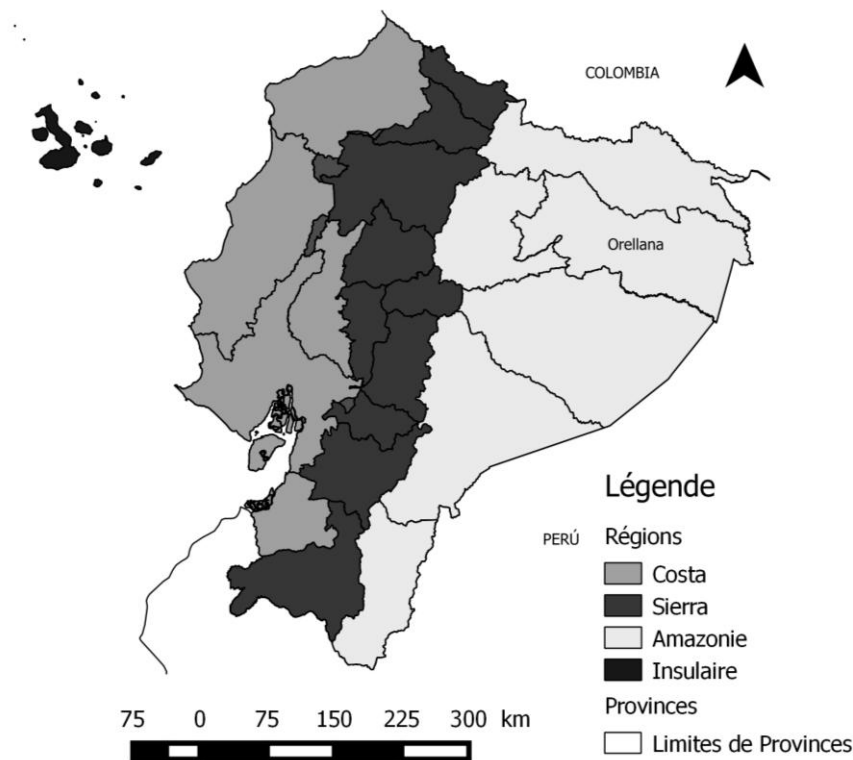 COLOMBIA
Orellana
PERÚ
Légende
Régions
Costa
Sierra
Amazonie
Insulaire
Provinces
Limites de Provinces
75 0 75 150 225 300 km